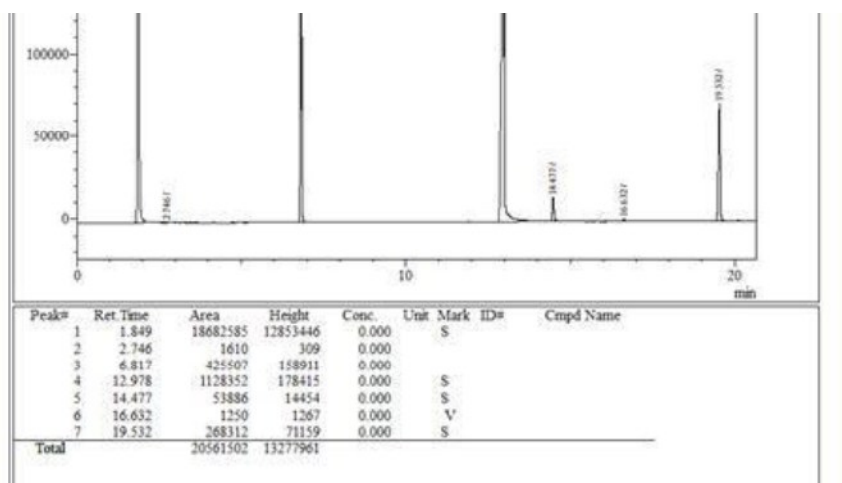 100000
19.532 /
50000
14.477 /
2.746 /
16.632 /
0
0 10 20
min
Peak# Ret.Time Area Height Conc. Unit Mark ID# Cmpd Name
1 1.849 18682585 12853446 0.000 S
2 2.746 1610 309 0.000
3 6.817 425507 158911 0.000
4 12.978 1128352 178415 0.000 S
5 14.477 53886 14454 0.000 S
6 16.632 1250 1267 0.000 V
7 19.532 268312 71159 0.000 S
Total 20561502 13277961